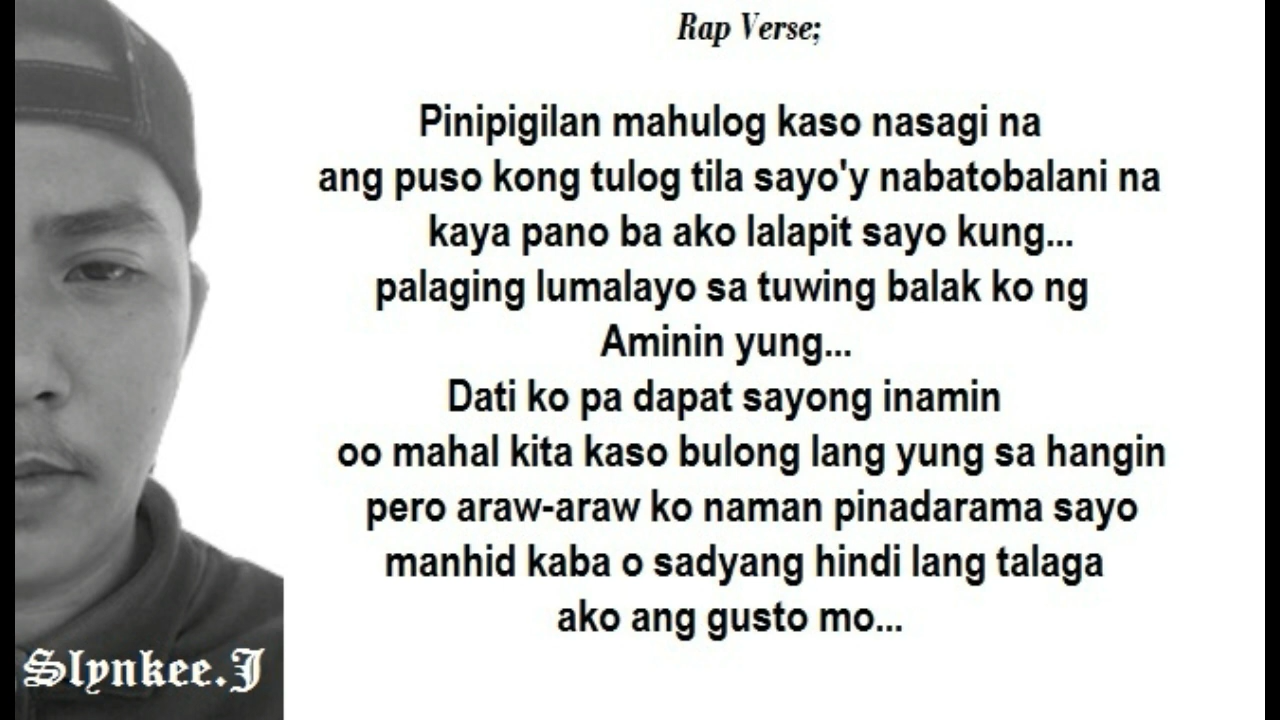 Rap Verse;
Pinipigilan mahulog kaso nasagi na
ang puso kong tulog tila sayo'y nabatobalani na
kaya pano ba ako lalapit sayo kung...
palaging lumalayo sa tuwing balak ko ng
Aminin yung...
Dati ko pa dapat sayong inamin
oo mahal kita kaso bulong lang yung sa hangin
pero araw-araw ko naman pinadarama sayo
manhid kaba o sadyang hindi lang talaga
ako ang gusto mo...
Slynkee.J